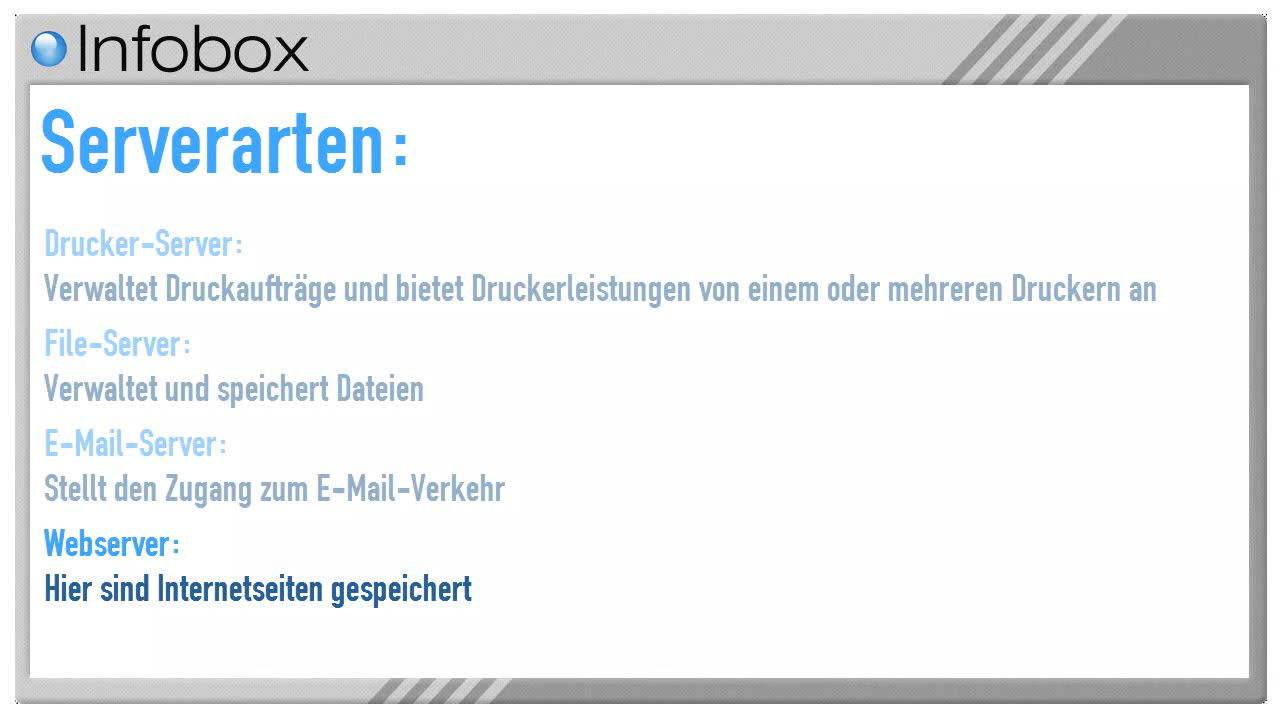 Infobox
Serverarten:
Drucker-Server:
Verwaltet Druckaufträge und bietet Druckerleistungen von einem oder mehreren Druckern an
File-Server:
Verwaltet und speichert Dateien
E-Mail-Server:
Stellt den Zugang zum E-Mail-Verkehr
Webserver:
Hier sind Internetseiten gespeichert